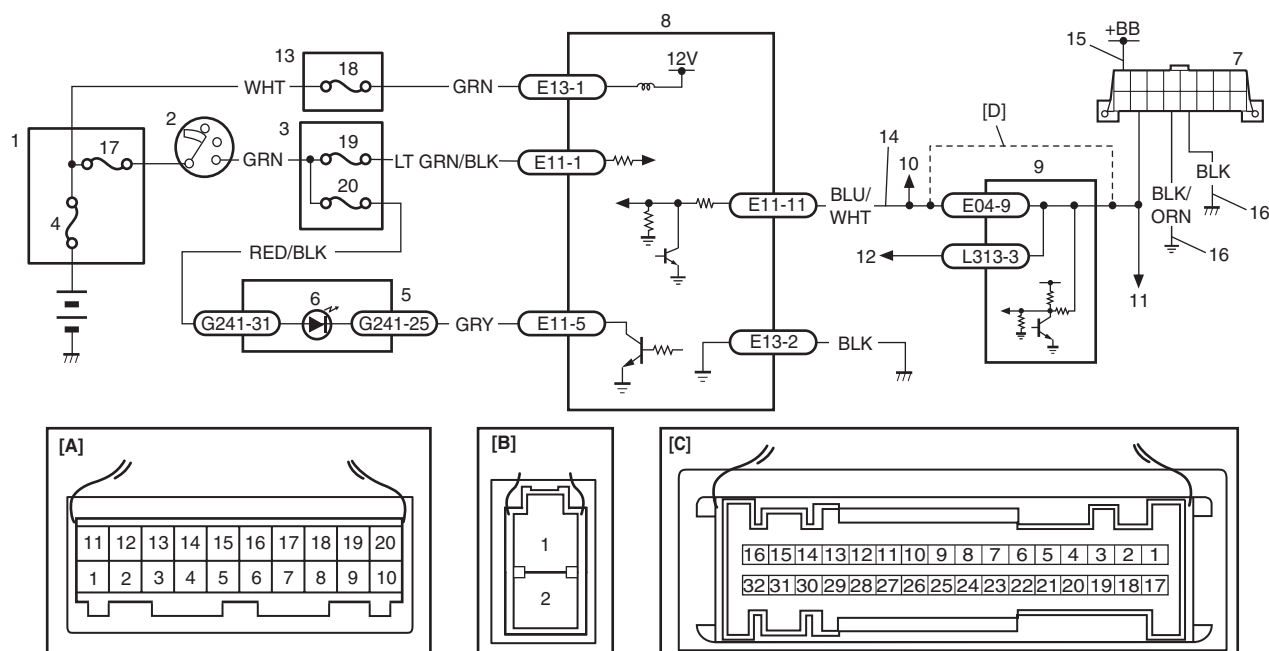 8
+BB
15
7
13
18
12V
WHT
GRN
E13-1
[D]
1
17
2
3
GRN
19
LT GRN/BLK
E11-1
14
10
9
BLK
4
20
E11-11
BLU/
WHT
E04-9
BLK/
ORN
16
RED/BLK
12
L313-3
16
11
6
5
G241-31
G241-25
GRY
E11-5
E13-2
BLK
[A]
11 12 13 14 15 16 17 18 19 20
1 2 3 4 5 6 7 8 9 10
[B]
1
2
[C]
16 15 14 13 12 11 10 9 8 7 6 5 4 3 2 1
32 31 30 29 28 27 26 25 24 23 22 21 20 19 18 17